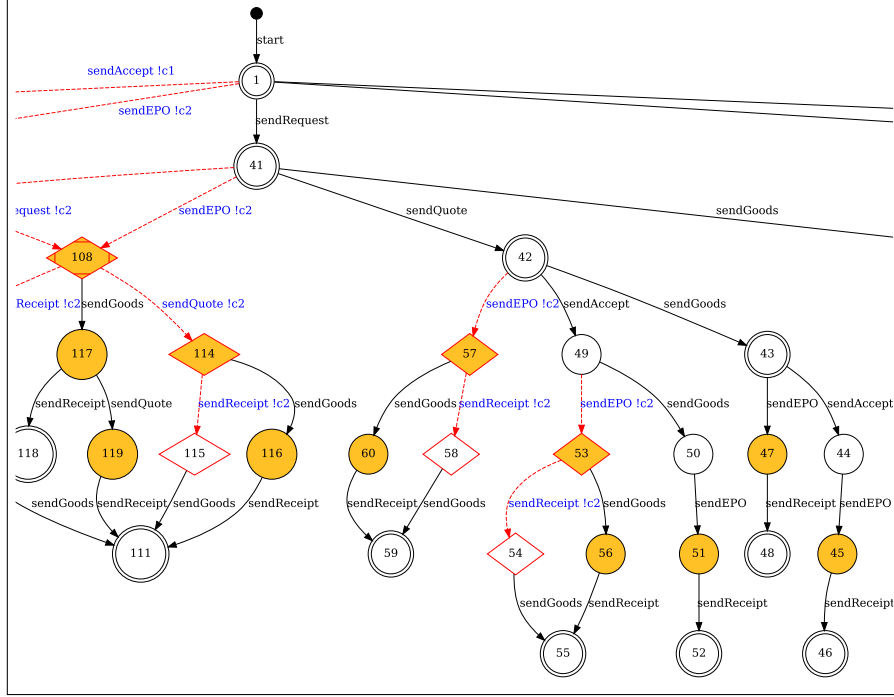 start
sendAccept !c1
1
sendEPO !c2
sendRequest
41
equest !c2
sendEPO !c2
sendQuote
sendGoods
108
42
Receipt !c2
sendGoods
sendQuote !c2
sendEPO !c2
sendAccept
sendGoods
117
114
57
49
43
sendReceipt
sendQuote
sendReceipt !c2
sendGoods
sendGoods
sendReceipt !c2
sendEPO !c2
sendGoods
sendEPO
sendAccept
118
119
115
116
60
58
53
50
47
44
sendGoods
sendReceipt
sendGoods
sendReceipt
sendReceipt
sendGoods
sendReceipt !c2
sendGoods
sendEPO
sendReceipt
sendEPO
111
59
54
56
51
48
45
sendGoods
sendReceipt
sendReceipt
sendReceipt
55
52
46